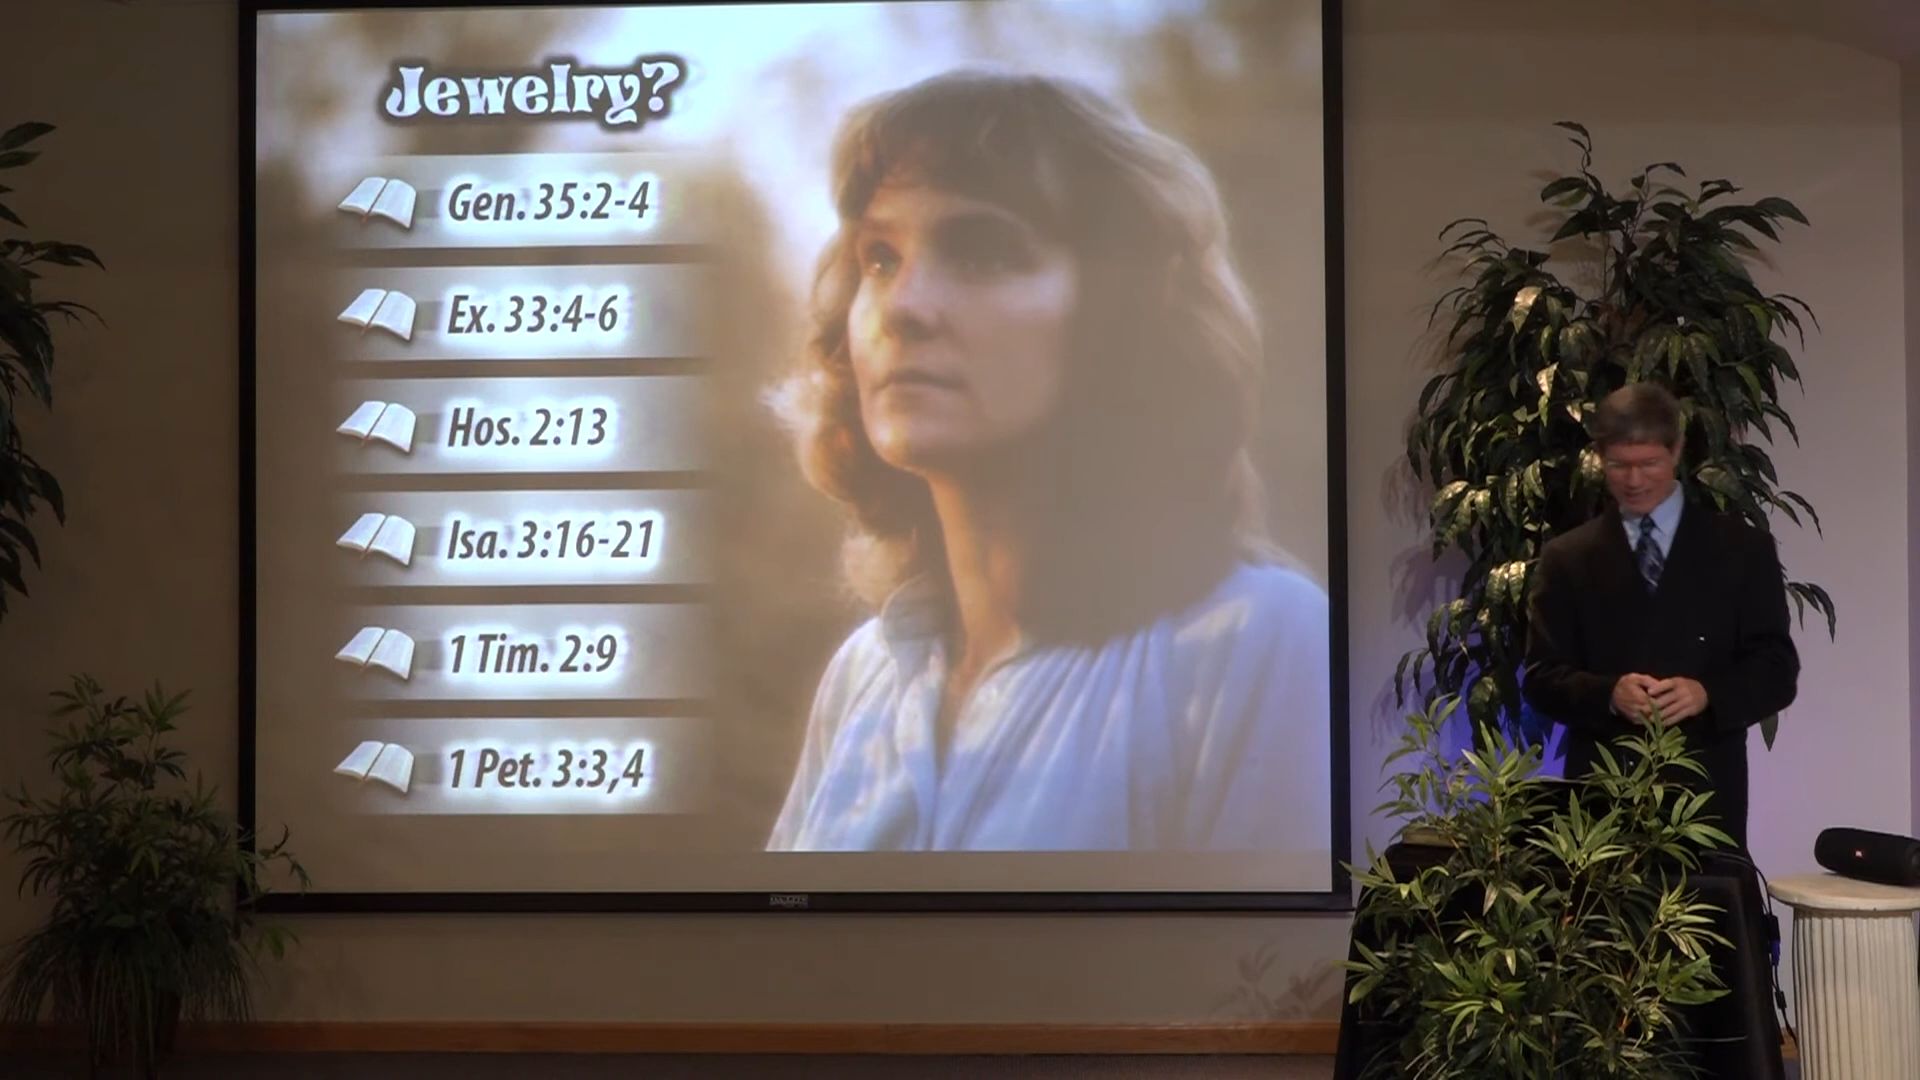 Jewelry?
Gen. 35:2-4
Ex. 33:4-6
Hos. 2:13
Isa. 3:16-21
1 Tim. 2:9
1 Pet. 3:3,4
JBL